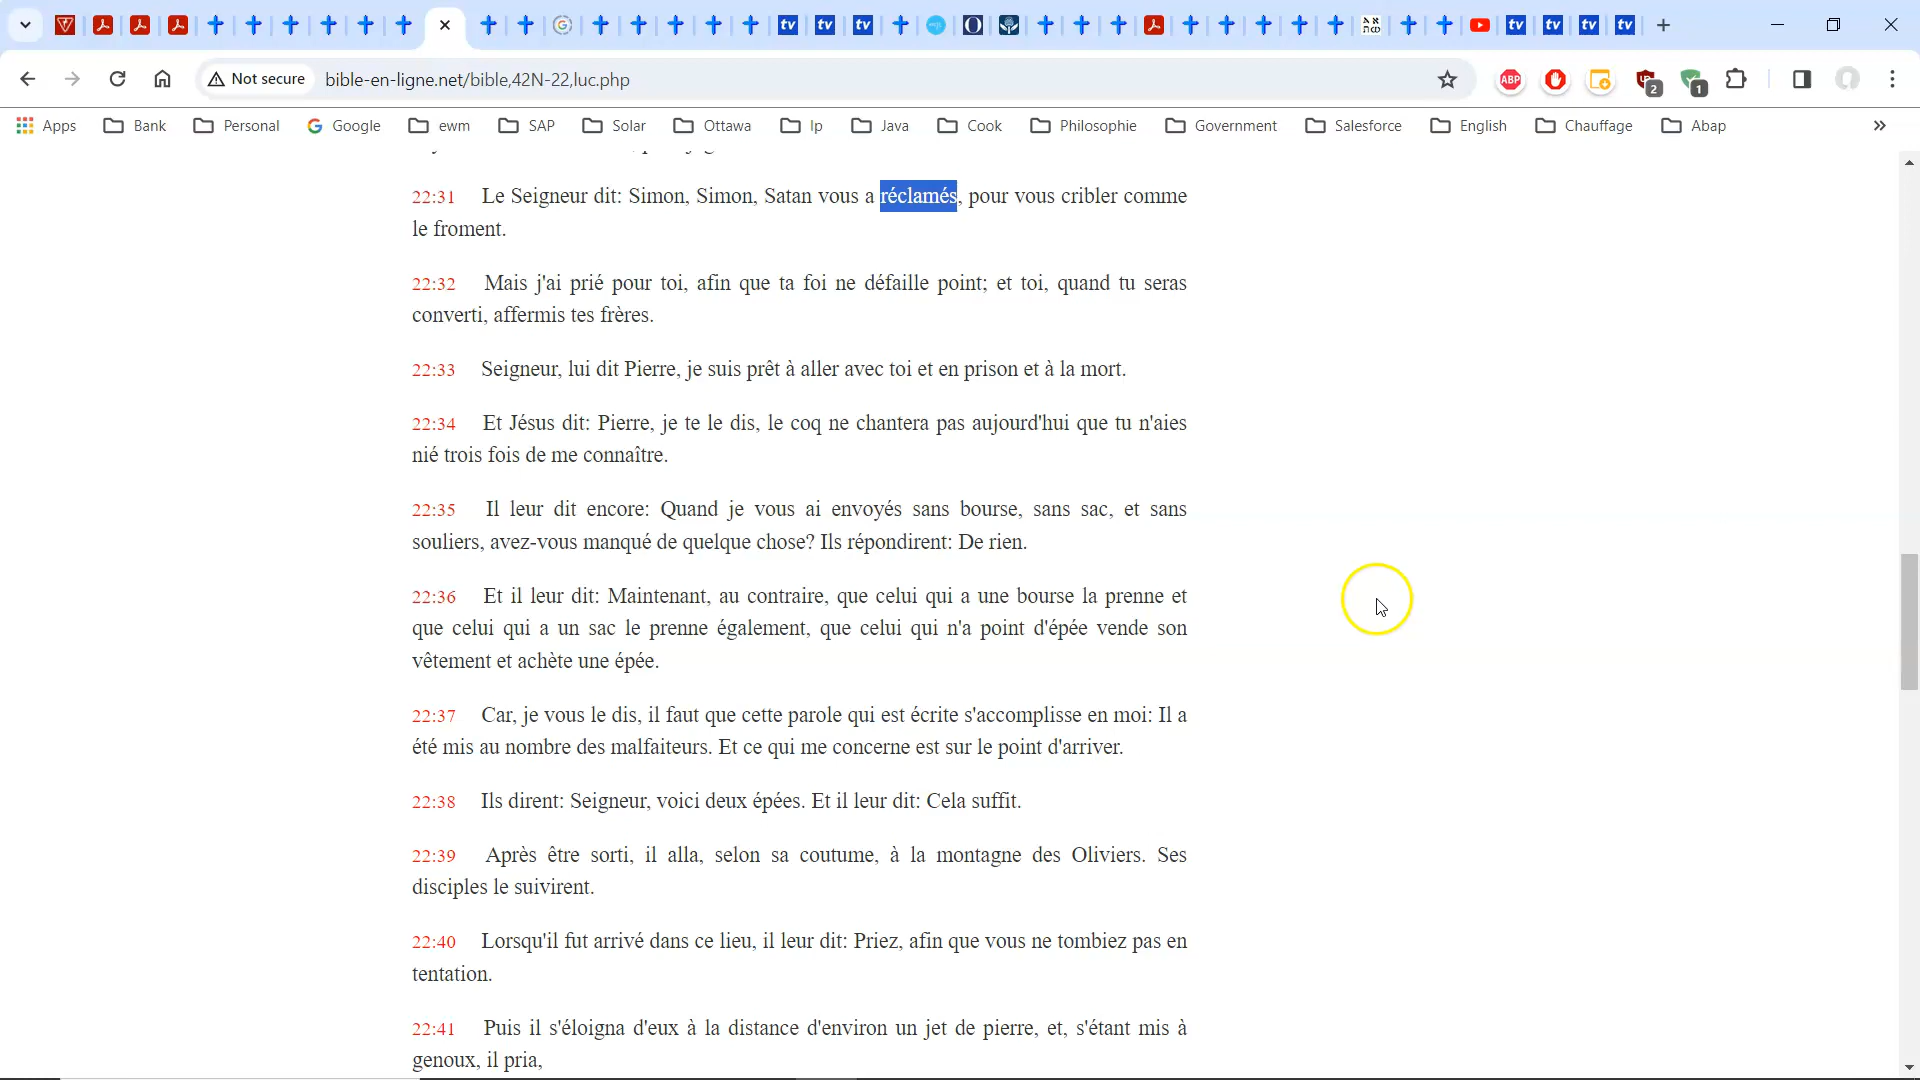 Not secure bible-en-ligne.net/bible,42N-22,luc.php
ABP 2 1
Apps Bank Personal Google ewm SAP Solar Ottawa Ip Java Cook Philosophie Government Salesforce English Chauffage Abap »
22:31 Le Seigneur dit: Simon, Simon, Satan vous a réclamés, pour vous cribler comme
le froment.
22:32 Mais j'ai prié pour toi, afin que ta foi ne défaille point; et toi, quand tu seras
converti, affermis tes frères.
22:33 Seigneur, lui dit Pierre, je suis prêt à aller avec toi et en prison et à la mort.
22:34 Et Jésus dit: Pierre, je te le dis, le coq ne chantera pas aujourd'hui que tu n'aies
nié trois fois de me connaître.
22:35 Il leur dit encore: Quand je vous ai envoyés sans bourse, sans sac, et sans
souliers, avez-vous manqué de quelque chose? Ils répondirent: De rien.
22:36 Et il leur dit: Maintenant, au contraire, que celui qui a une bourse la prenne et
que celui qui a un sac le prenne également, que celui qui n'a point d'épée vende son
vêtement et achète une épée.
22:37 Car, je vous le dis, il faut que cette parole qui est écrite s'accomplisse en moi: Il a
été mis au nombre des malfaiteurs. Et ce qui me concerne est sur le point d'arriver.
22:38 Ils dirent: Seigneur, voici deux épées. Et il leur dit: Cela suffit.
22:39 Après être sorti, il alla, selon sa coutume, à la montagne des Oliviers. Ses
disciples le suivirent.
22:40 Lorsqu'il fut arrivé dans ce lieu, il leur dit: Priez, afin que vous ne tombiez pas en
tentation.
22:41 Puis il s'éloigna d'eux à la distance d'environ un jet de pierre, et, s'étant mis à
genoux, il pria,